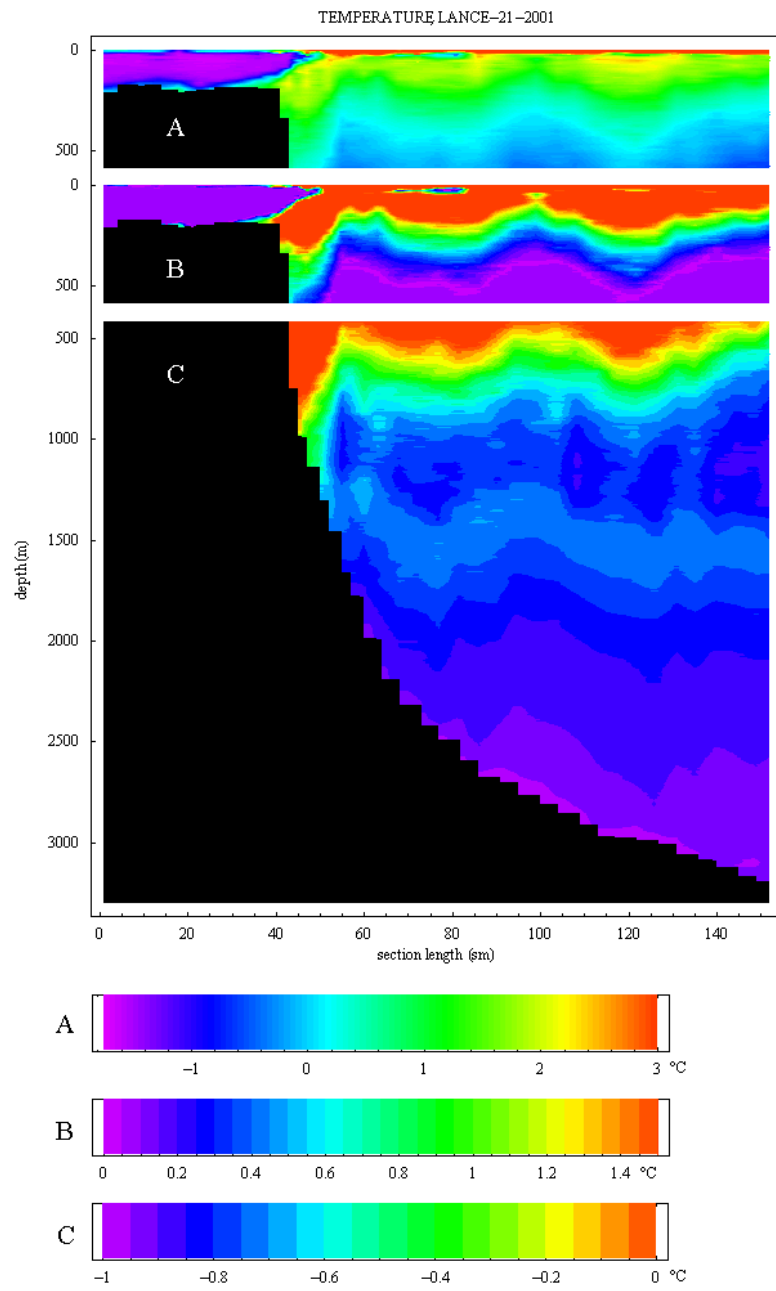 TEMPERATURE, LANCE–21–2001
0
A
500
0
B
500
500
C
1000
1500
2000
2500
3000
depth (m)
0 20 40 60 80 100 120 140
section length (sm)
A
–1 0 1 2 3 °C
B
0 0.2 0.4 0.6 0.8 1 1.2 1.4 °C
C
–1 –0.8 –0.6 –0.4 –0.2 0 °C